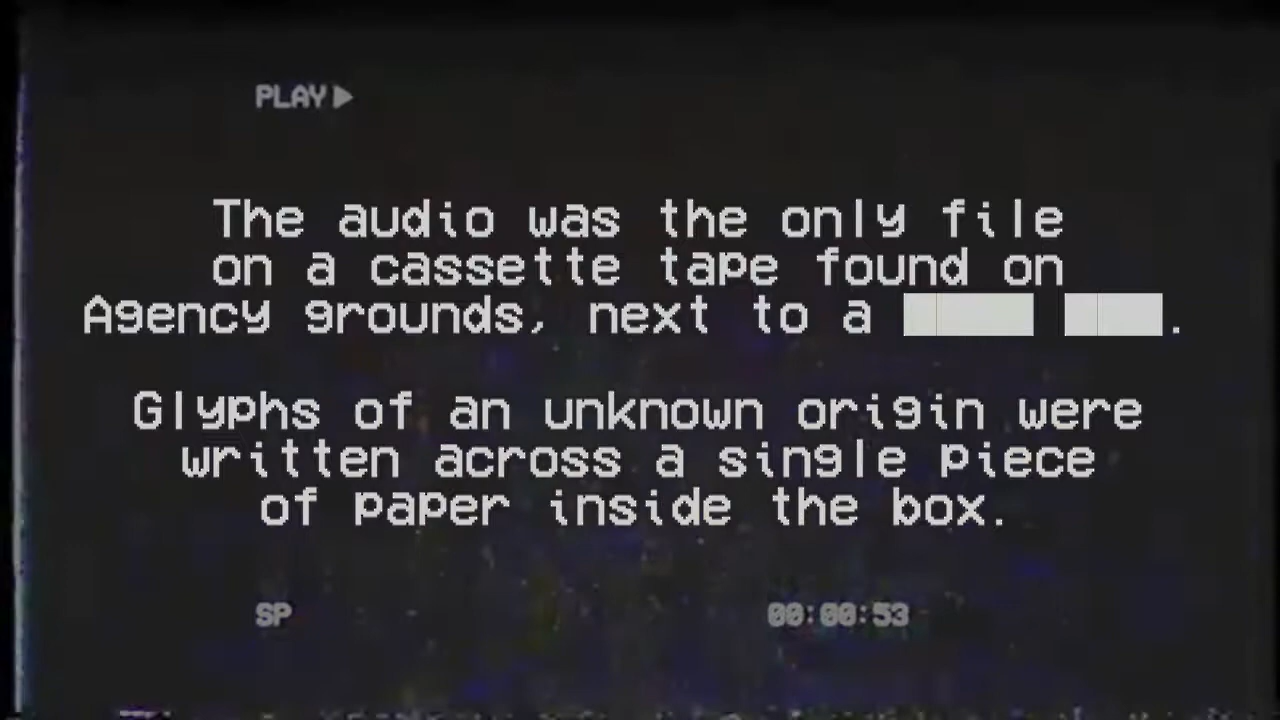 PLAY
The audio was the only file
on a cassette tape found on
Agency grounds, next to a ████ ███.
Glyphs of an unknown origin were
written across a single piece
of paper inside the box.
SP
00:00:53